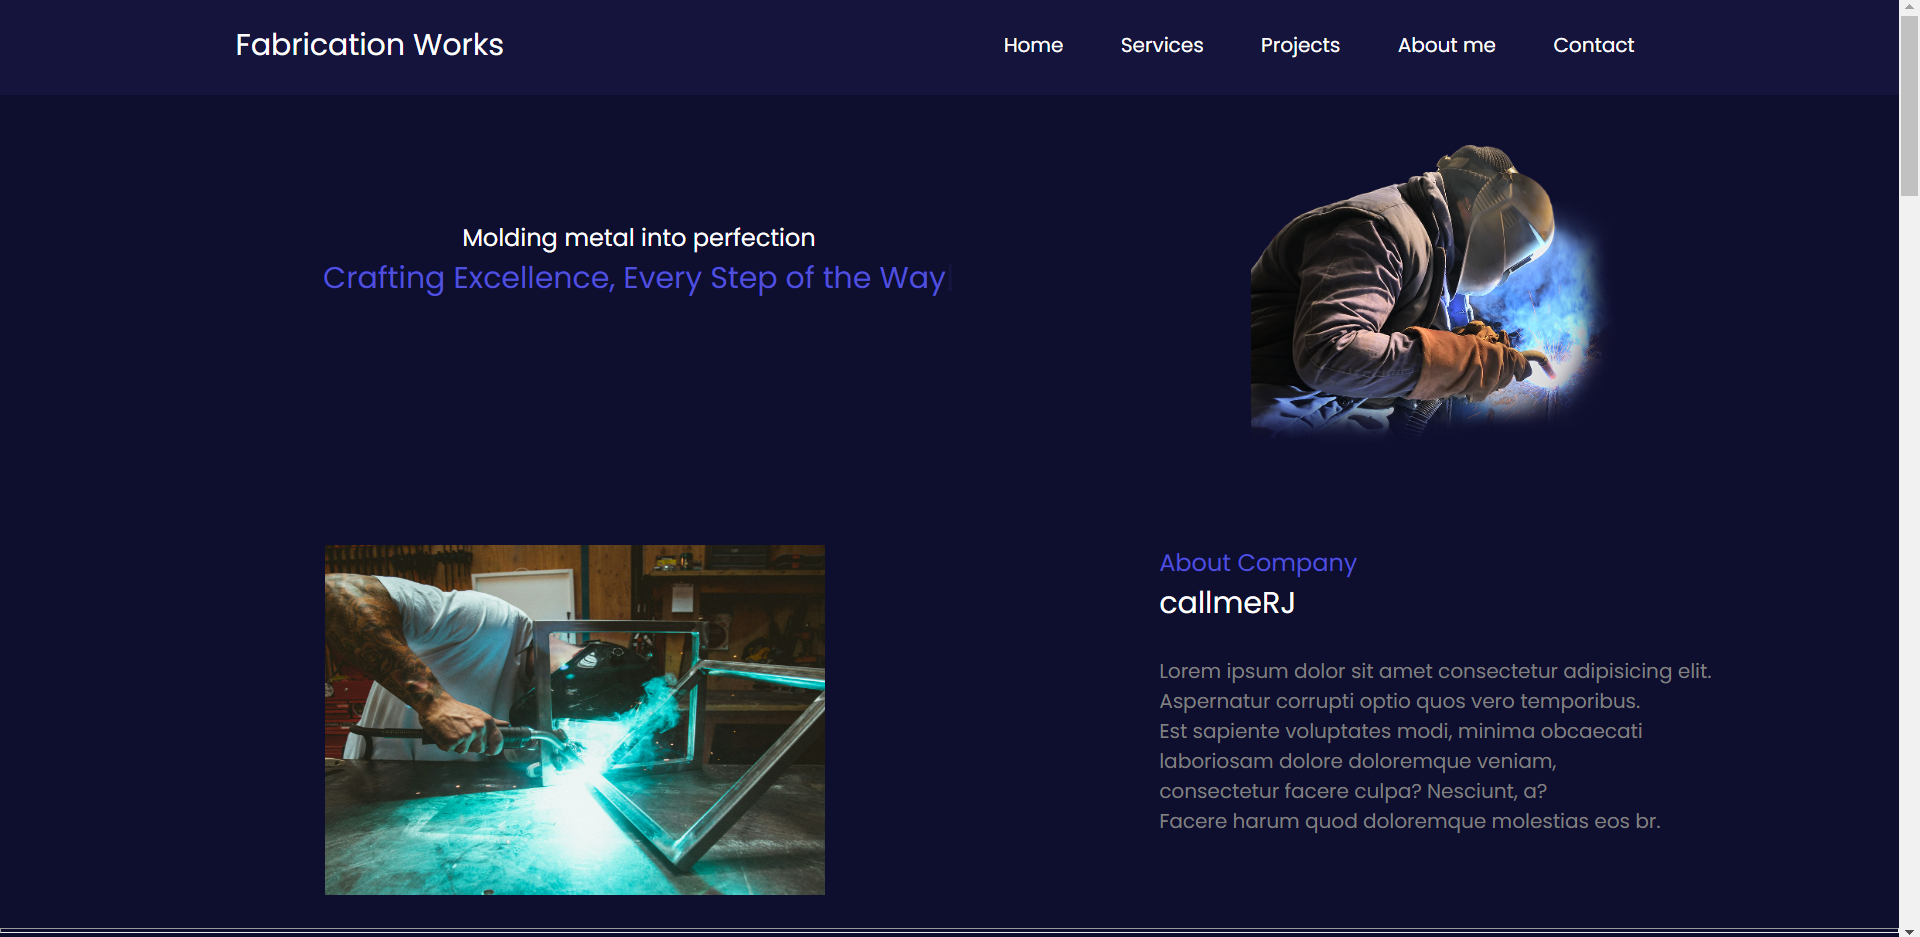 Fabrication Works
Home Services Projects About me Contact
Molding metal into perfection
Crafting Excellence, Every Step of the Way
About Company
callmeRJ
Lorem ipsum dolor sit amet consectetur adipisicing elit.
Aspernatur corrupti optio quos vero temporibus.
Est sapiente voluptates modi, minima obcaecati
laboriosam dolore doloremque veniam,
consectetur facere culpa? Nesciunt, a?
Facere harum quod doloremque molestias eos br.